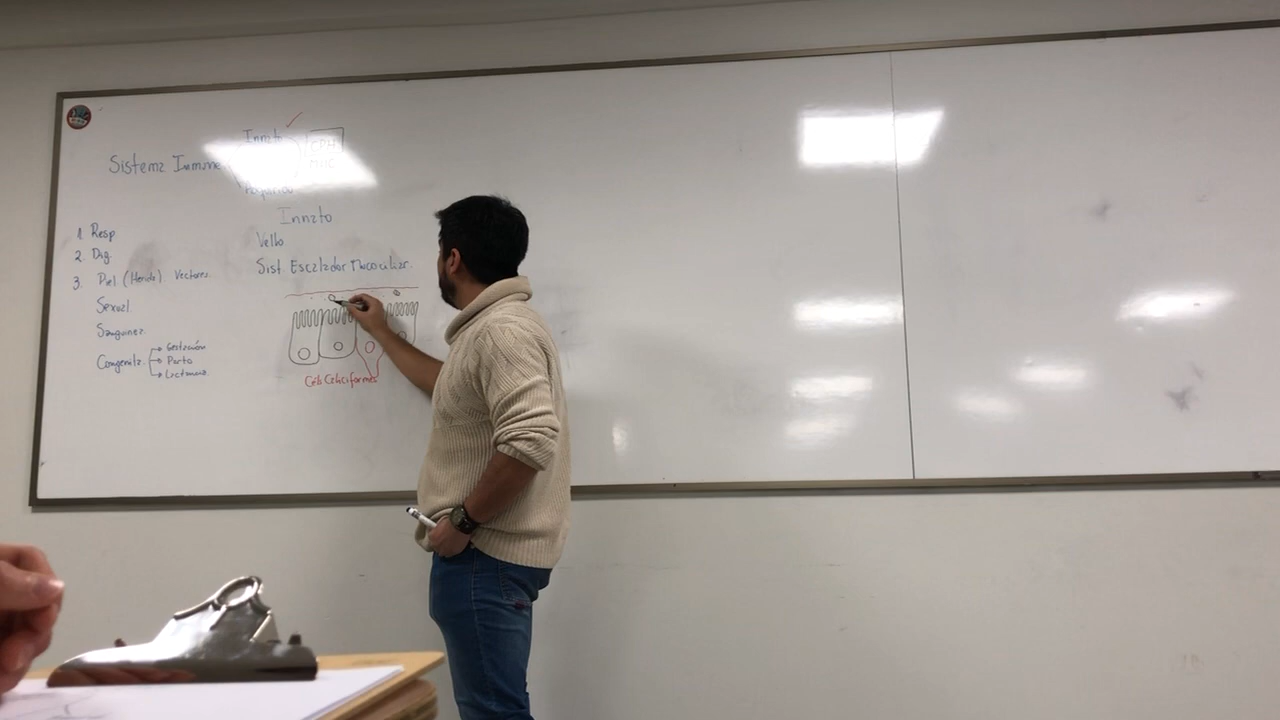 Innato
Sistema Inmune
CPH
Innato
Vello
Sist. Escalador Mucociliar.
1. Resp
2. Dig.
3. Piel (Herida) Vectores.
Sexual
Sanguinea
Congenita
Gestación
Parto
Lactancia
Cels Caliciformes